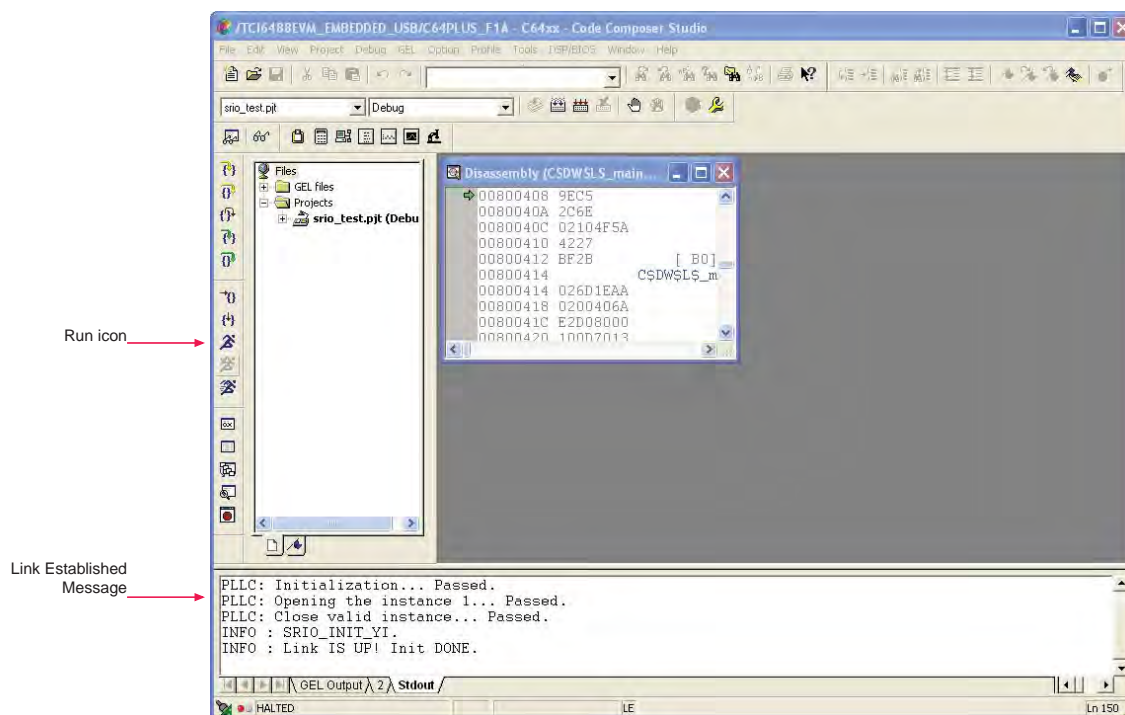 /TCI6488EVM_EMBEDDED_USB/C64PLUS_F1A - C64xx - Code Composer Studio
File Edit View Project Debug GEL Option Profile Tools DSP/BIOS Window Help
srio_test.pjt
Debug
Files
GEL files
Projects
srio_test.pjt (Debu
Disassembly (CSDWSLS_main...
00800408 9EC5
0080040A 2C6E
0080040C 02104F5A
00800410 4227
00800412 BF2B [ B0]
00800414 C$DW$L$_m
00800414 026D1EAA
00800418 0200406A
0080041C E2D08000
00800420 100D7013
Run icon
Link Established
Message
PLLC: Initialization... Passed.
PLLC: Opening the instance 1... Passed.
PLLC: Close valid instance... Passed.
INFO : SRIO_INIT_YI.
INFO : Link IS UP! Init DONE.
GEL Output 2 Stdout
HALTED
LE
Ln 150